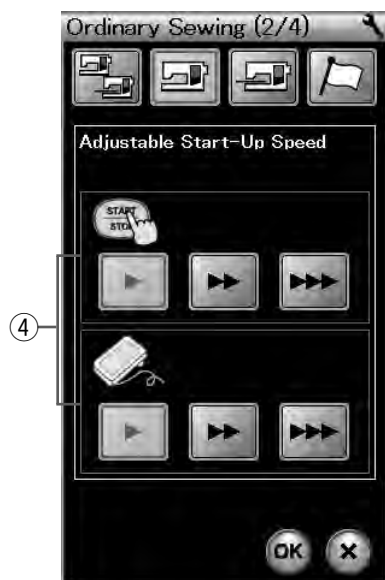 Ordinary Sewing (2/4)
Adjustable Start-Up Speed
START
STOP
④
OK